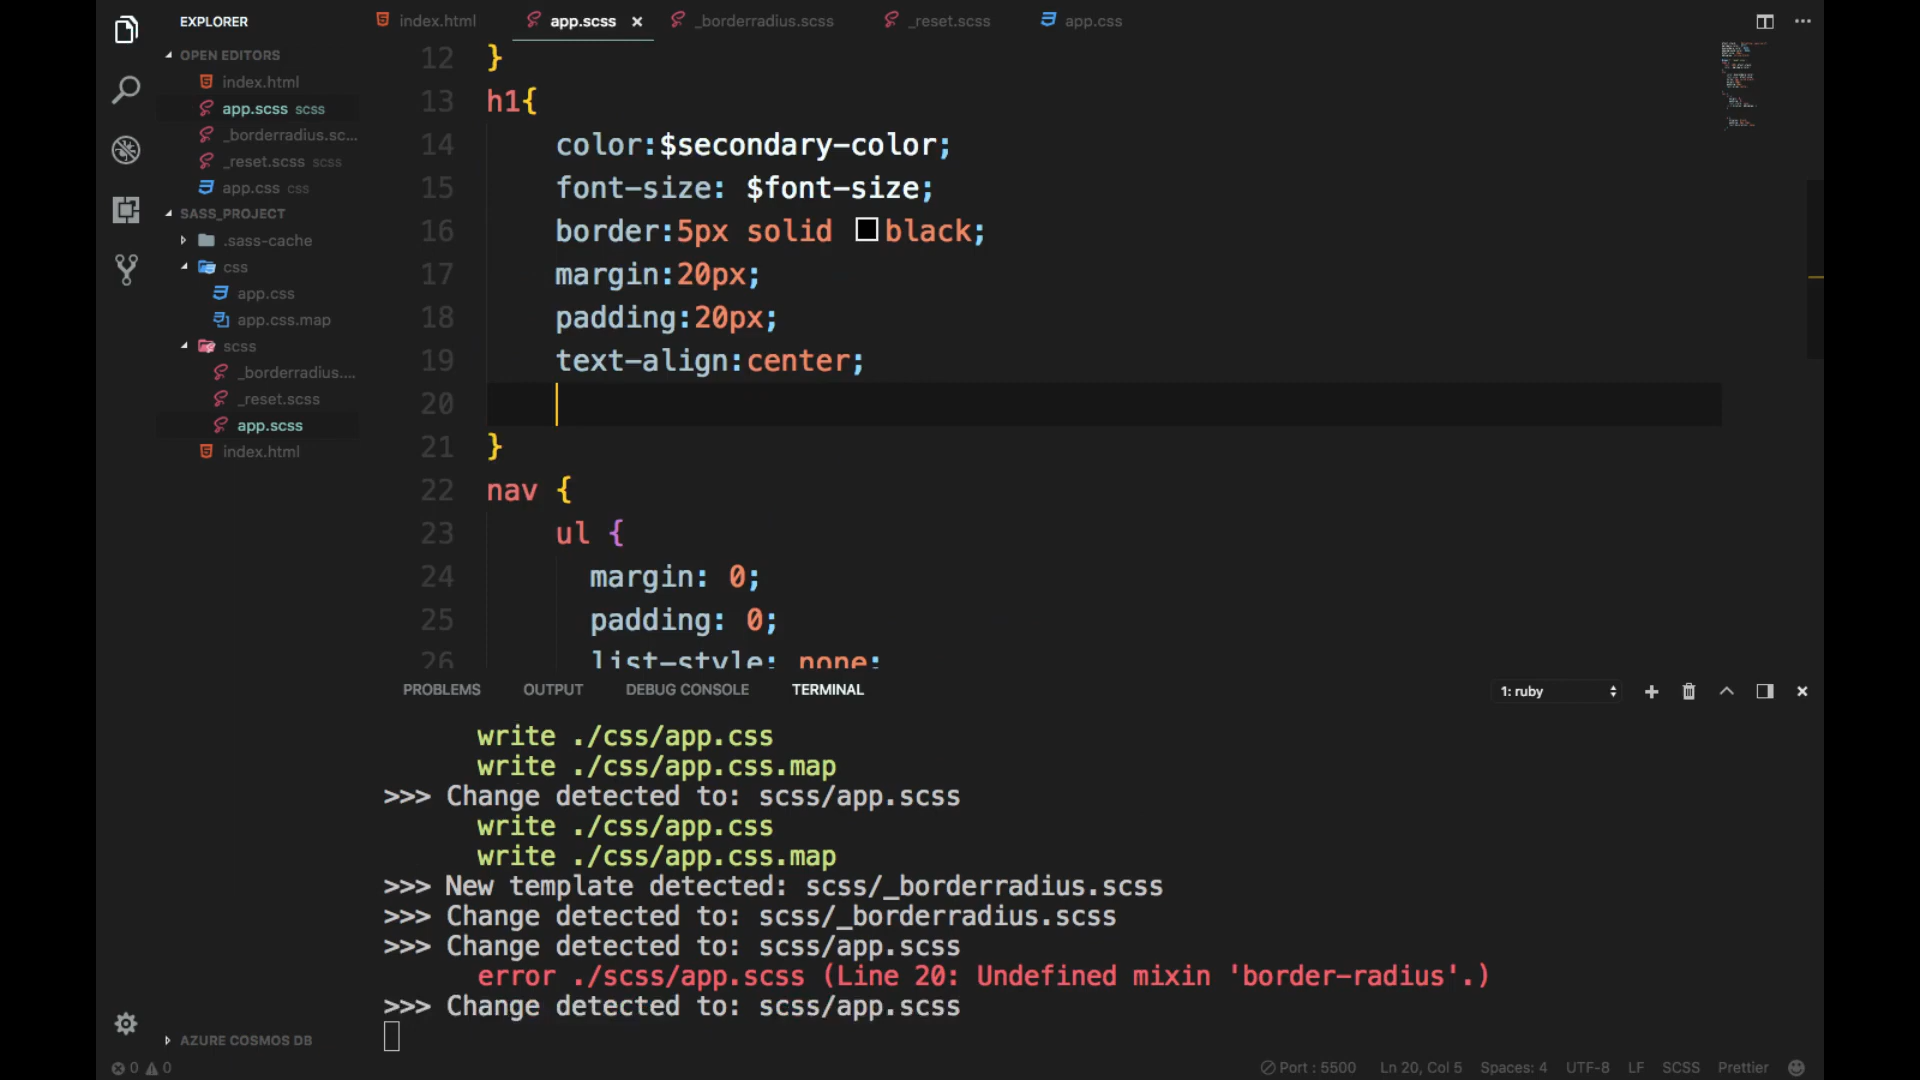 EXPLORER
OPEN EDITORS
index.html
app.scss scss
_borderradius.sc...
_reset.scss scss
app.css css
SASS_PROJECT
.sass-cache
css
app.css
app.css.map
scss
_borderradius....
_reset.scss
app.scss
index.html
AZURE COSMOS DB
index.html
app.scss
_borderradius.scss
_reset.scss
app.css
12 }
13 h1{
14 color:$secondary-color;
15 font-size: $font-size;
16 border:5px solid black;
17 margin:20px;
18 padding:20px;
19 text-align:center;
20
21 }
22 nav {
23 ul {
24 margin: 0;
25 padding: 0;
26 list-style: none;
PROBLEMS OUTPUT DEBUG CONSOLE TERMINAL
1: ruby
write ./css/app.css
write ./css/app.css.map
>>> Change detected to: scss/app.scss
write ./css/app.css
write ./css/app.css.map
>>> New template detected: scss/_borderradius.scss
>>> Change detected to: scss/_borderradius.scss
>>> Change detected to: scss/app.scss
error ./scss/app.scss (Line 20: Undefined mixin 'border-radius'.)
>>> Change detected to: scss/app.scss
0 0
Port : 5500 Ln 20, Col 5 Spaces: 4 UTF-8 LF SCSS Prettier